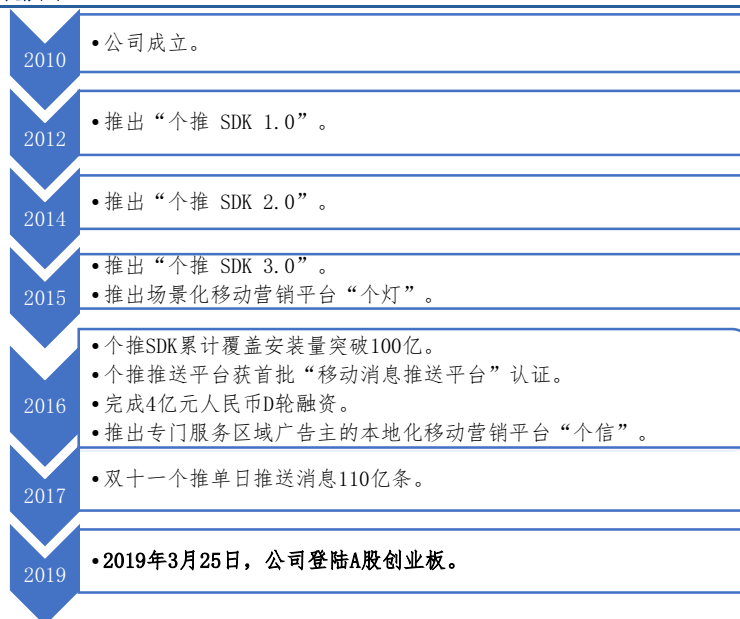 2010
•公司成立。
2012
•推出“个推 SDK 1.0”。
2014
•推出“个推 SDK 2.0”。
2015
•推出“个推 SDK 3.0”。
•推出场景化移动营销平台“个灯”。
2016
•个推SDK累计覆盖安装量突破100亿。
•个推推送平台获首批“移动消息推送平台”认证。
•完成4亿元人民币D轮融资。
•推出专门服务区域广告主的本地化移动营销平台“个信”。
2017
•双十一个推单日推送消息110亿条。
2019
•2019年3月25日，公司登陆A股创业板。